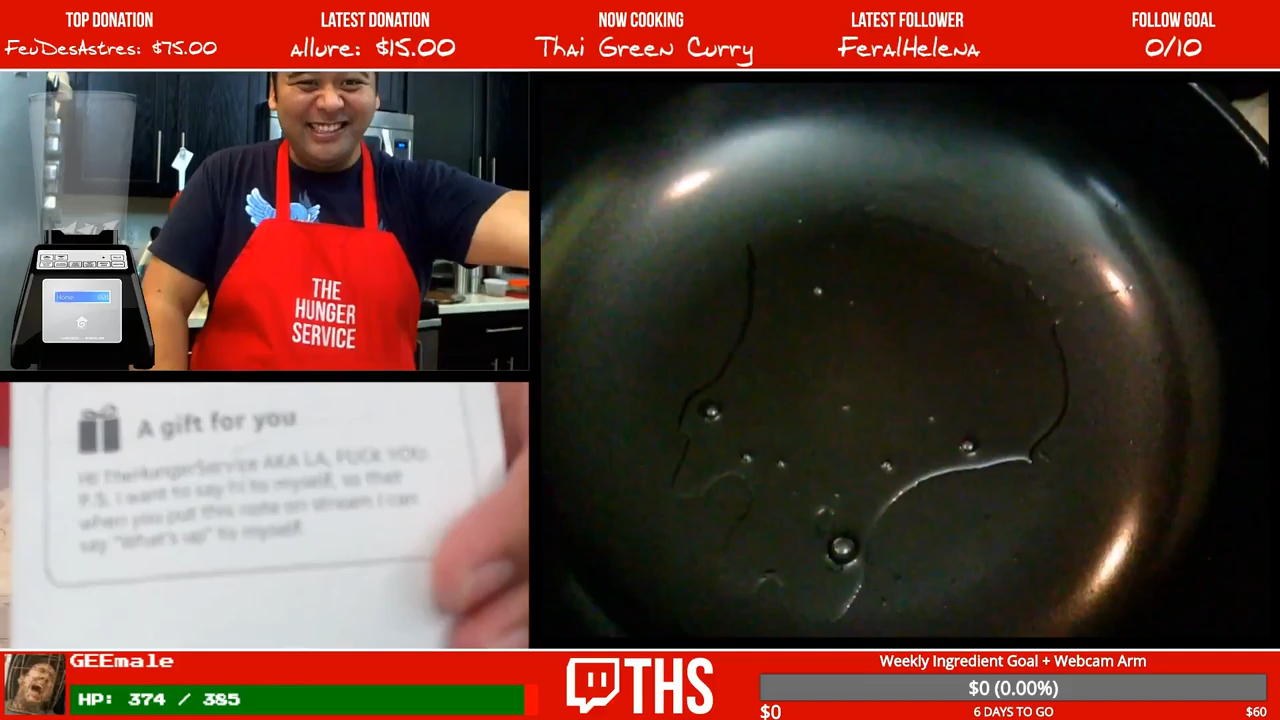 TOP DONATION
FeuDesAstres: $75.00
LATEST DONATION
allure: $15.00
NOW COOKING
Thai Green Curry
LATEST FOLLOWER
FeralHelena
FOLLOW GOAL
0/10
THE
HUNGER
SERVICE
Home
A gift for you
Hi TheHungerService AKA LA, FUCK YOU.
P.S. I want to say hi to myself, so that
when you put this note on stream I can
say "What's up" to myself.
GEEmale
HP: 374 / 385
THS
Weekly Ingredient Goal + Webcam Arm
$0 (0.00%)
$0
6 DAYS TO GO
$60